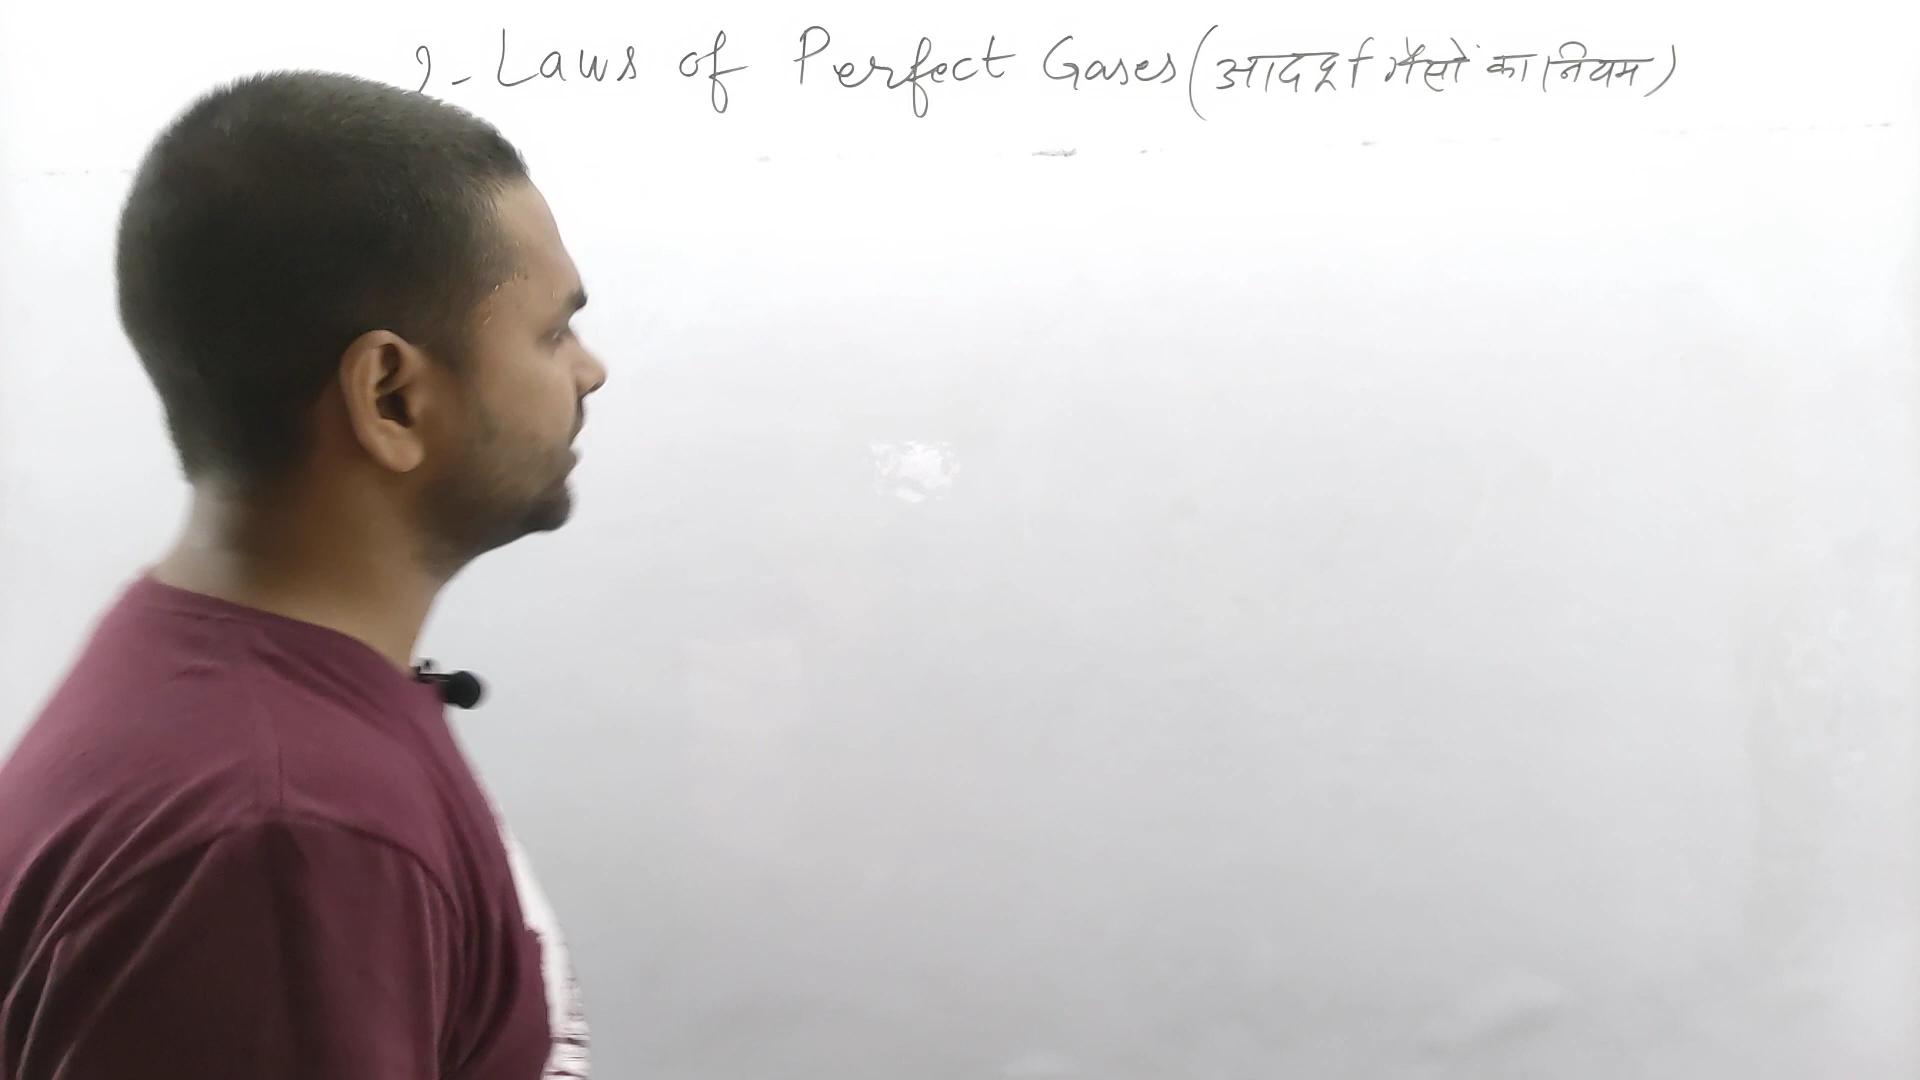 2- Laws of Perfect Gases (आदर्श गैसों का नियम)